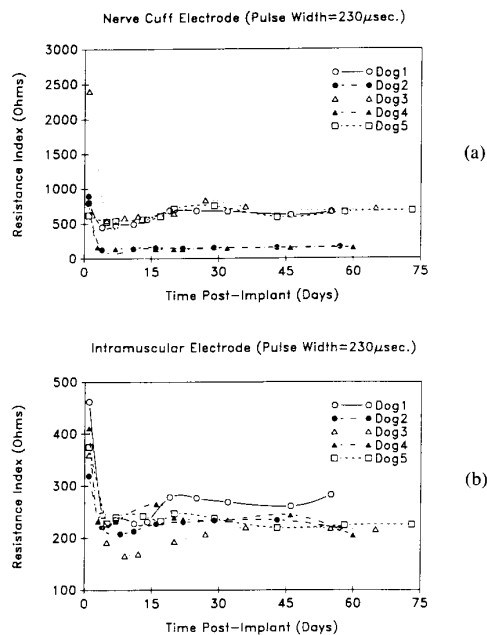 Nerve Cuff Electrode (Pulse Width=230μsec.)
3000
2500
2000
1500
1000
500
0
Resistance Index (Ohms)
Dog1
Dog2
Dog3
Dog4
Dog5
(a)
0 15 30 45 60 75
Time Post-Implant (Days)
Intramuscular Electrode (Pulse Width=230μsec.)
500
400
300
200
100
Resistance Index (Ohms)
Dog1
Dog2
Dog3
Dog4
Dog5
(b)
0 15 30 45 60 75
Time Post-Implant (Days)